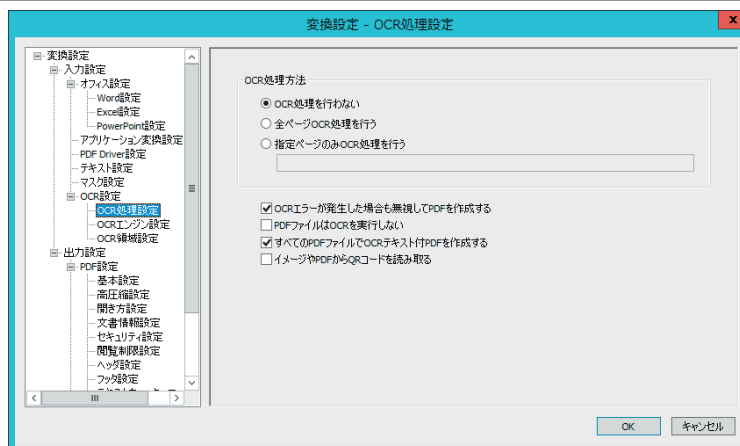 変換設定 - OCR処理設定
x
変換設定
入力設定
オフィス設定
Word設定
Excel設定
PowerPoint設定
アプリケーション変換設定
PDF Driver設定
テキスト設定
マスク設定
OCR設定
OCR処理設定
OCRエンジン設定
OCR領域設定
出力設定
PDF設定
基本設定
高圧縮設定
開き方設定
文書情報設定
セキュリティ設定
閲覧制限設定
ヘッダ設定
フッタ設定
OCR処理方法
OCR処理を行わない
全ページOCR処理を行う
指定ページのみOCR処理を行う
OCRエラーが発生した場合も無視してPDFを作成する
PDFファイルはOCRを実行しない
すべてのPDFファイルでOCRテキスト付PDFを作成する
イメージやPDFからQRコードを読み取る
OK
キャンセル